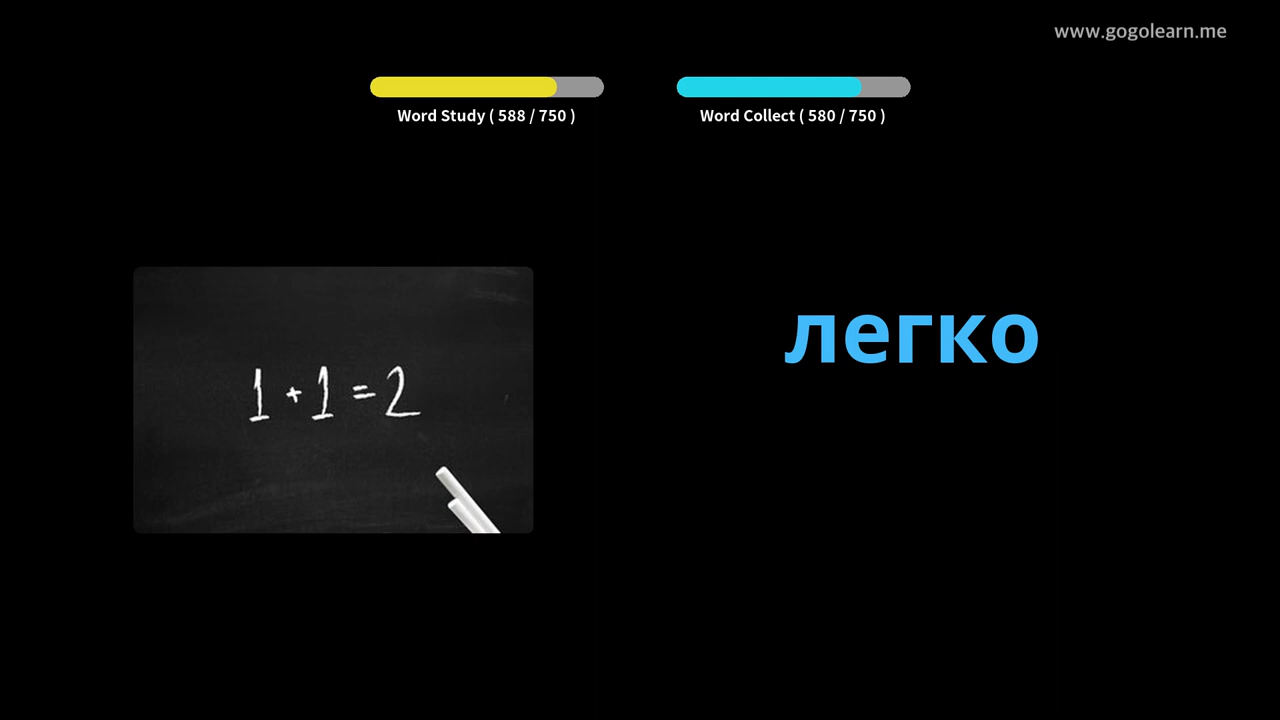 www.gogolearn.me
Word Study ( 588 / 750 )
Word Collect ( 580 / 750 )
легко
1 + 1 = 2